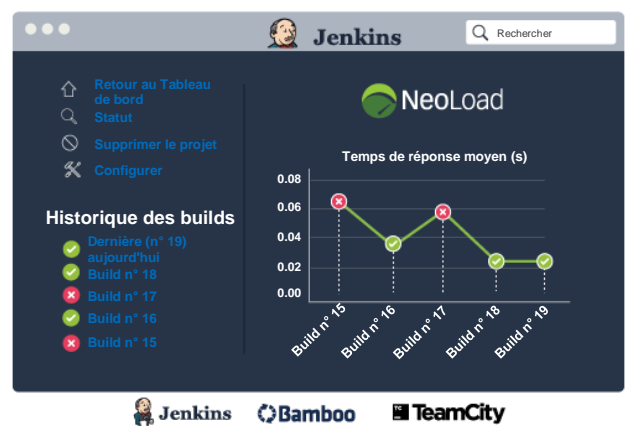 Jenkins
Rechercher
Retour au Tableau
de bord
Statut
Supprimer le projet
Configurer
Historique des builds
Dernière (n° 19)
aujourd'hui
Build n° 18
Build n° 17
Build n° 16
Build n° 15
NeoLoad
Temps de réponse moyen (s)
0.08
0.06
0.04
0.02
0.00
Build n° 15
Build n° 16
Build n° 17
Build n° 18
Build n° 19
Jenkins
Bamboo
TeamCity